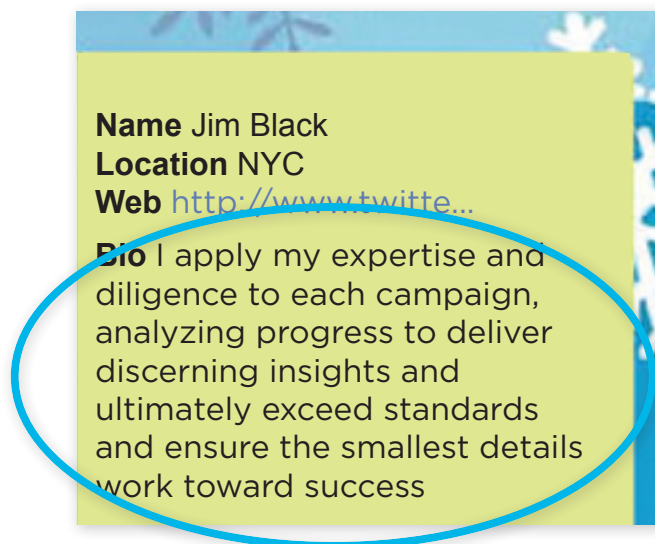 Name Jim Black
Location NYC
Web http://www.twitte...
Bio I apply my expertise and
diligence to each campaign,
analyzing progress to deliver
discerning insights and
ultimately exceed standards
and ensure the smallest details
work toward success